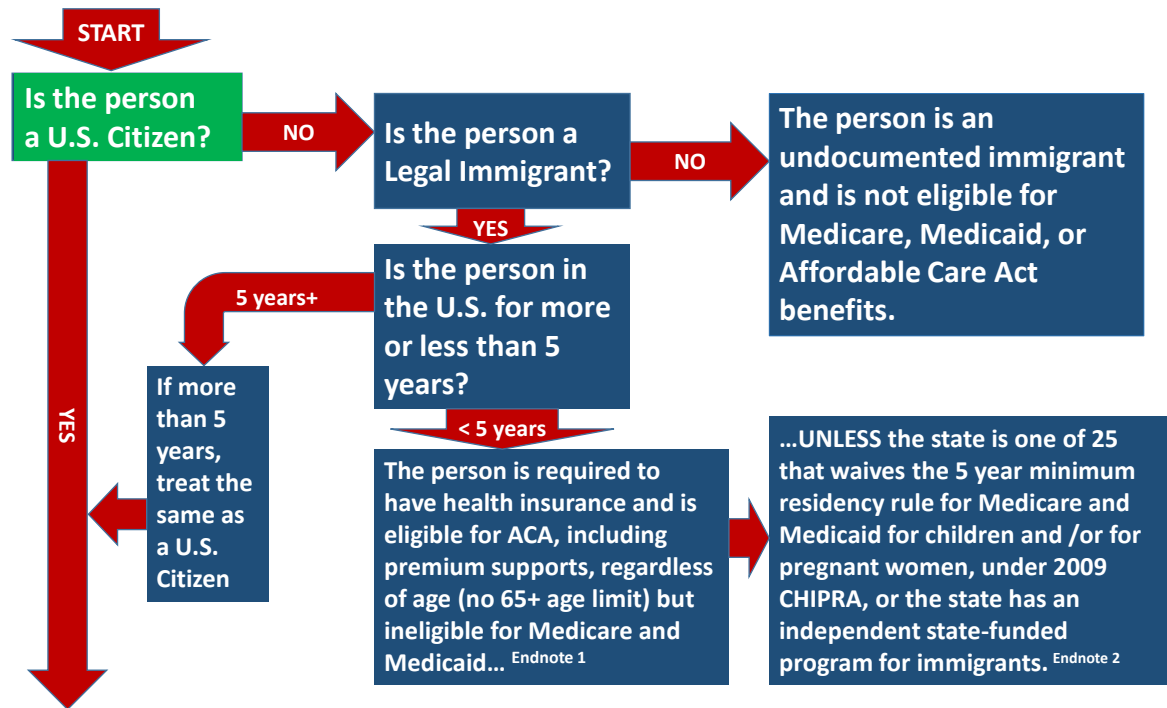 START
Is the person
a U.S. Citizen?
NO
Is the person a
Legal Immigrant?
NO
The person is an
undocumented immigrant
and is not eligible for
Medicare, Medicaid, or
Affordable Care Act
benefits.
YES
Is the person in
the U.S. for more
or less than 5
years?
5 years+
If more
than 5
years,
treat the
same as
a U.S.
Citizen
YES
< 5 years
The person is required to
have health insurance and is
eligible for ACA, including
premium supports, regardless
of age (no 65+ age limit) but
ineligible for Medicare and
Medicaid... Endnote 1
...UNLESS the state is one of 25
that waives the 5 year minimum
residency rule for Medicare and
Medicaid for children and /or for
pregnant women, under 2009
CHIPRA, or the state has an
independent state-funded
program for immigrants. Endnote 2